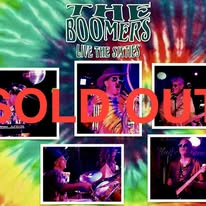 THE
BOOMERS
LIVE THE SIXTIES
SOLD OUT